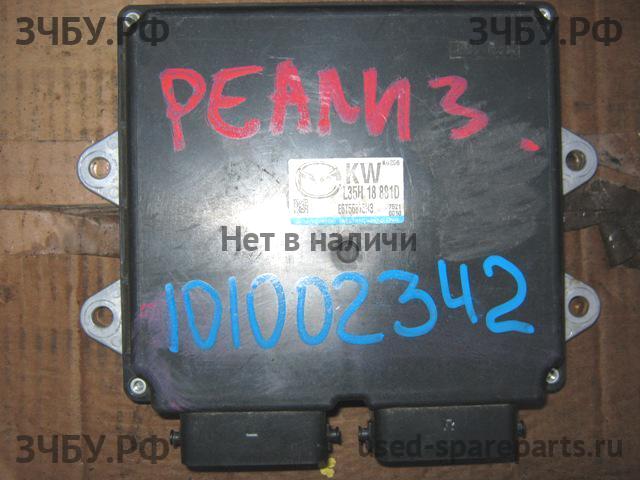 ЗЧБУ.РФ
ЗЧБУ.РФ
РЕАЛИЗ.
KW
L35H 18 881D
Нет в наличи
101002342
ЗЧБУ.РФ
used-spareparts.ru